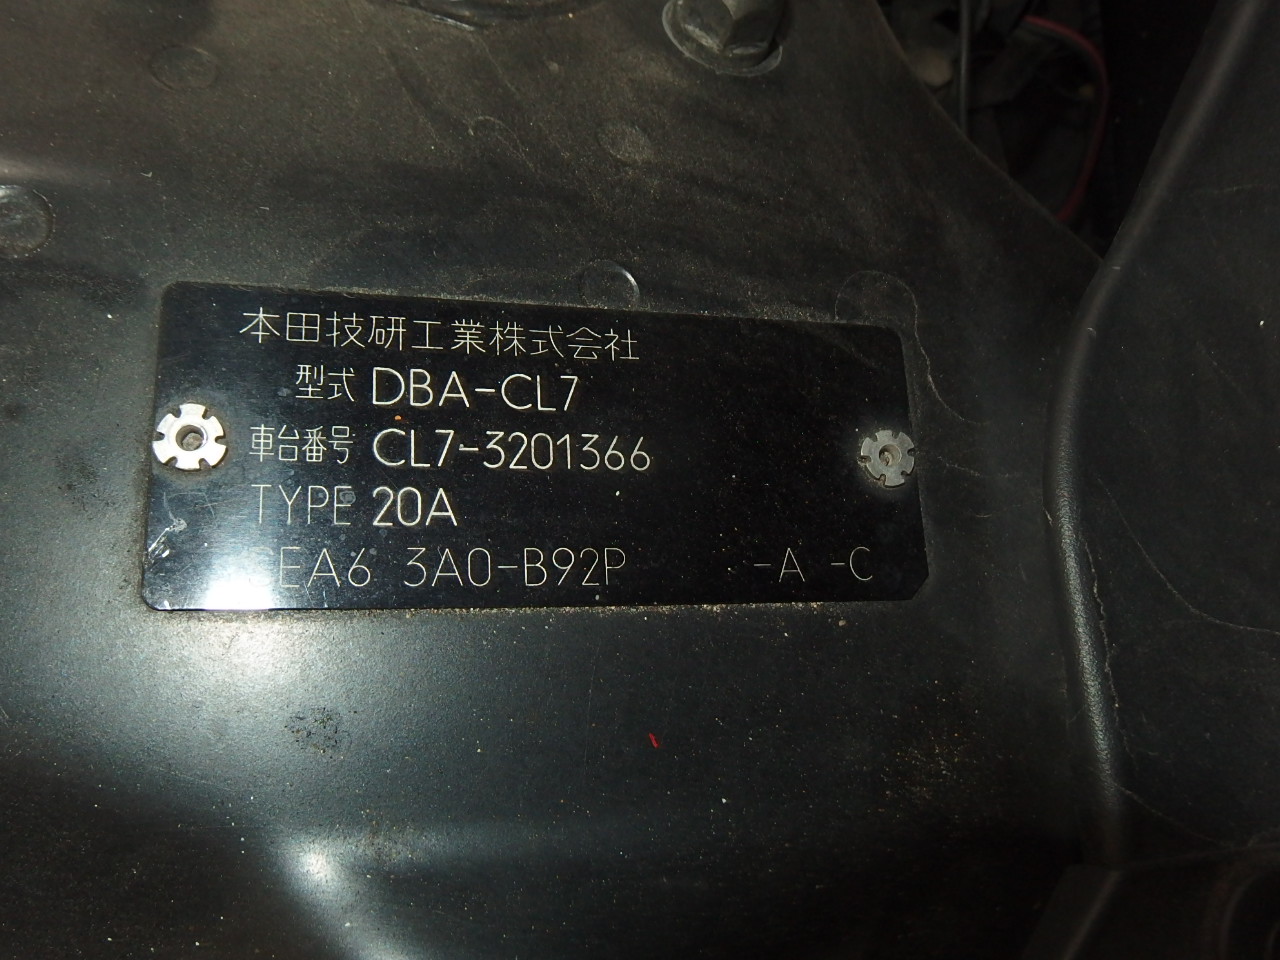 本田技研工業株式会社
型式 DBA-CL7
車台番号 CL7-3201366
TYPE 20A
SEA6 3A0-B92P -A -C